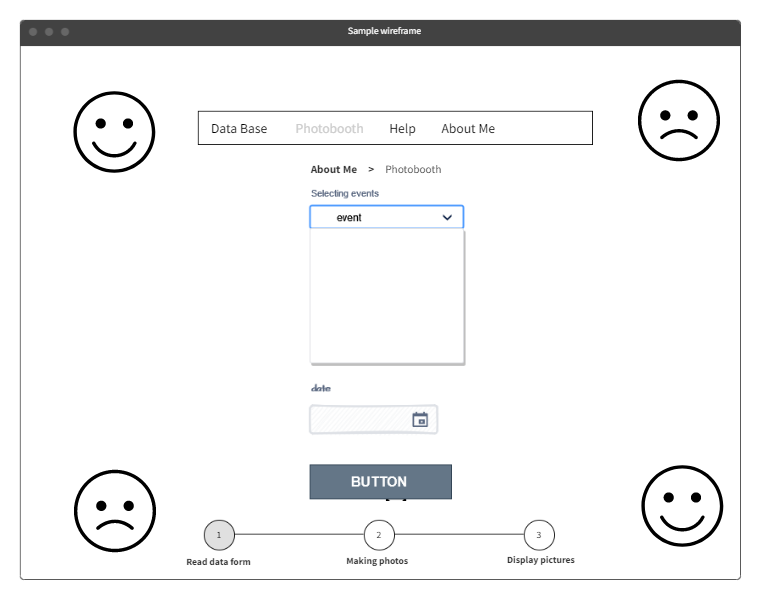 Sample wireframe
Data Base Photobooth Help About Me
About Me > Photobooth
Selecting events
event
date
BUTTON
1 2 3
Read data form Making photos Display pictures